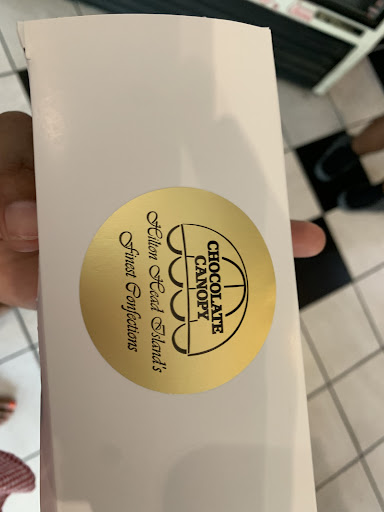 CHOCOLATE
CANOPY
Hilton Head Island's
Finest Confections